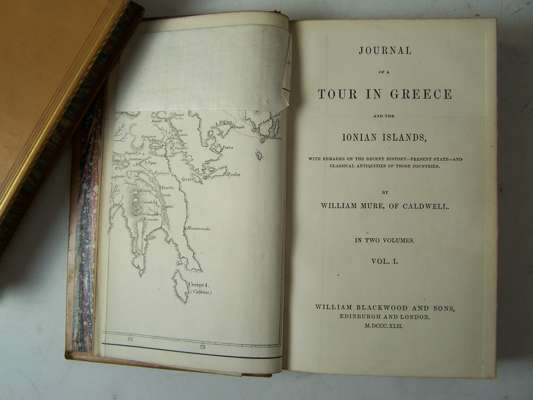 JOURNAL
OF A
TOUR IN GREECE
AND THE
IONIAN ISLANDS,
WITH REMARKS ON THE RECENT HISTORY—PRESENT STATE—AND
CLASSICAL ANTIQUITIES OF THOSE COUNTRIES.
BY
WILLIAM MURE, OF CALDWELL.
IN TWO VOLUMES.
VOL. I.
WILLIAM BLACKWOOD AND SONS,
EDINBURGH AND LONDON.
M.DCCC.XLII.
Cerigo I.